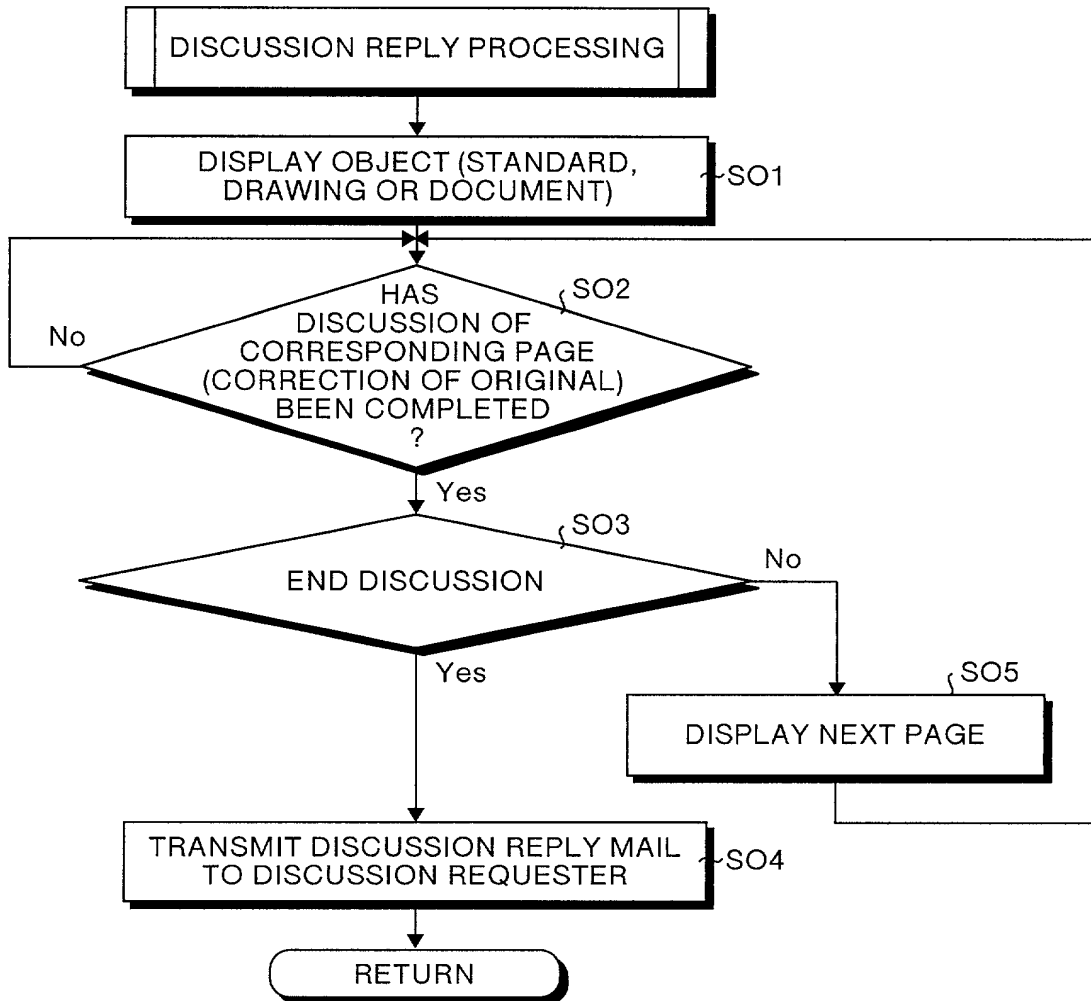 DISCUSSION REPLY PROCESSING
DISPLAY OBJECT (STANDARD,
DRAWING OR DOCUMENT)
SO1
SO2
HAS
DISCUSSION OF
CORRESPONDING PAGE
(CORRECTION OF ORIGINAL)
BEEN COMPLETED
?
No
Yes
SO3
END DISCUSSION
No
Yes
SO5
DISPLAY NEXT PAGE
TRANSMIT DISCUSSION REPLY MAIL
TO DISCUSSION REQUESTER
SO4
RETURN